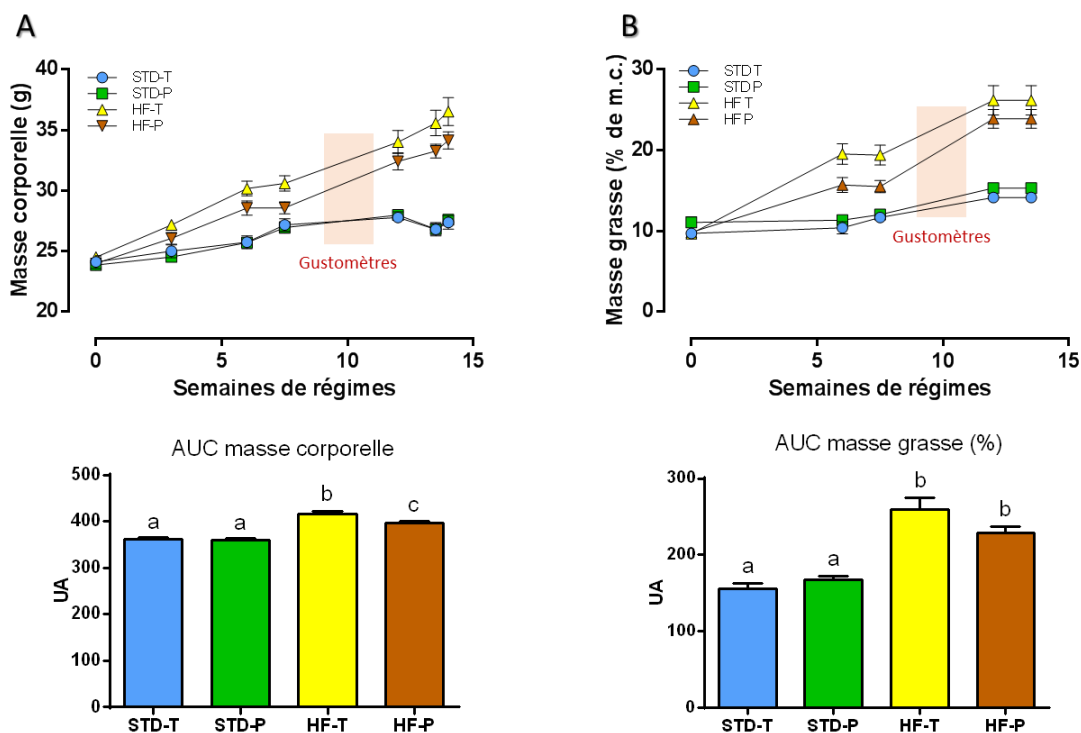 A
Masse corporelle (g)
40
35
30
25
20
STD-T
STD-P
HF-T
HF-P
Gustomètres
0
5
10
15
Semaines de régimes
B
Masse grasse (% de m.c.)
30
20
10
0
STD T
STD P
HF T
HF P
Gustomètres
0
5
10
15
Semaines de régimes
AUC masse corporelle
UA
500
400
300
200
100
0
a
a
b
c
STD-T
STD-P
HF-T
HF-P
AUC masse grasse (%)
UA
300
200
100
0
a
a
b
b
STD-T
STD-P
HF-T
HF-P